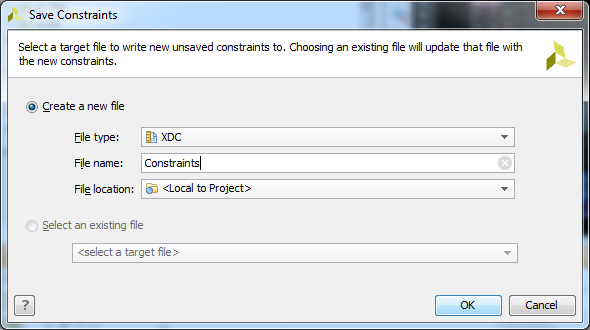 Save Constraints
Select a target file to write new unsaved constraints to. Choosing an existing file will update that file with
the new constraints.
Create a new file
File type: XDC
File name: Constraints
File location: <Local to Project>
Select an existing file
<select a target file>
? OK Cancel